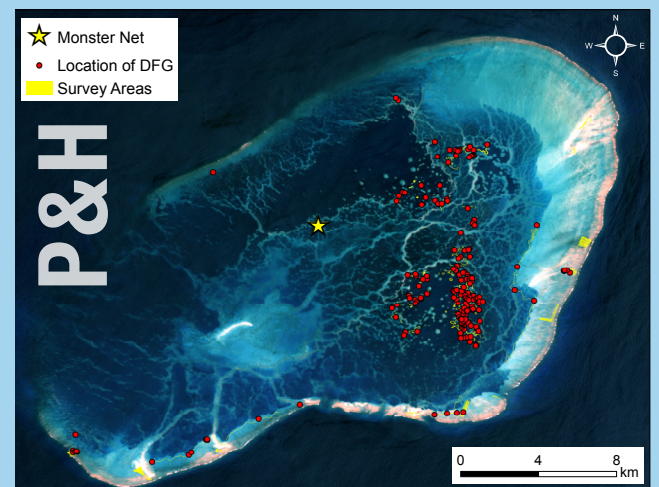 Monster Net
Location of DFG
Survey Areas
N
W E
S
P&H
0 4 8
km